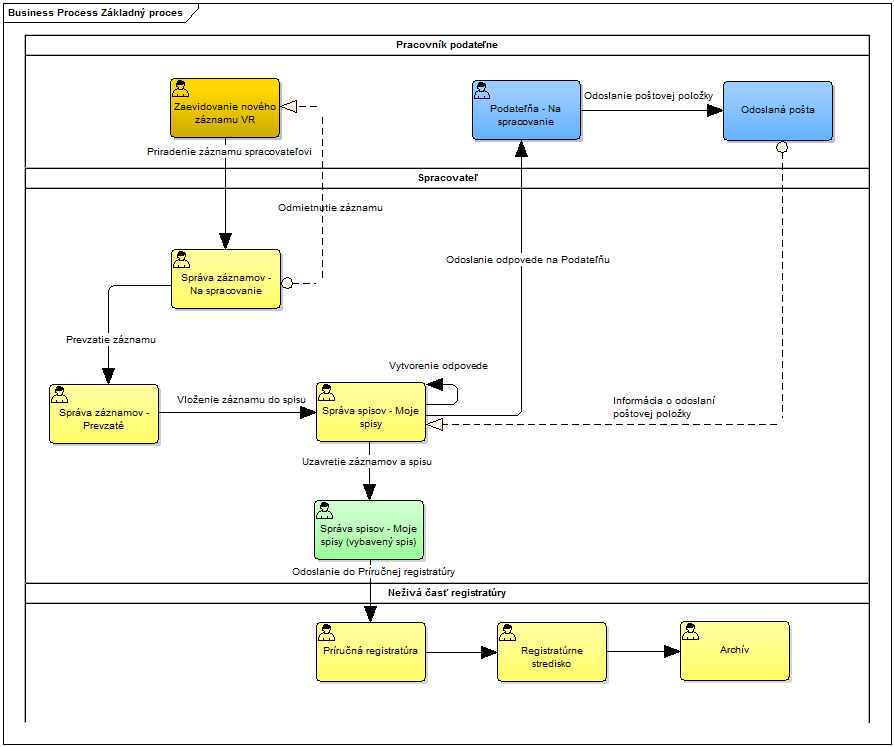 Business Process Základný proces
Pracovník podateľne
Zaevidovanie nového
záznamu VR
Podateľňa - Na
spracovanie
Odoslanie poštovej položky
Odoslaná pošta
Priradenie záznamu spracovateľovi
Spracovateľ
Odmietnutie záznamu
Odoslanie odpovede na Podateľňu
Správa záznamov -
Na spracovanie
Prevzatie záznamu
Vytvorenie odpovede
Správa záznamov -
Prevzaté
Vloženie záznamu do spisu
Správa spisov - Moje
spisy
Informácia o odoslaní
poštovej položky
Uzavretie záznamov a spisu
Správa spisov - Moje
spisy (vybavený spis)
Odoslanie do Príručnej registratúry
Neživá časť registratúry
Príručná registratúra
Registratúrne
stredisko
Archív